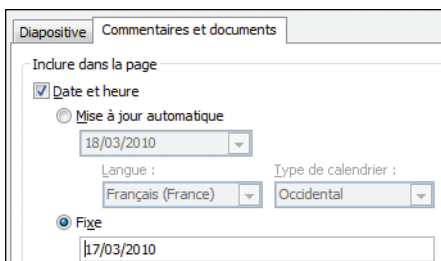 Diapositive Commentaires et documents
Inclure dans la page
Date et heure
Mise à jour automatique
18/03/2010
Langue : Type de calendrier :
Français (France) Occidental
Fixe
17/03/2010